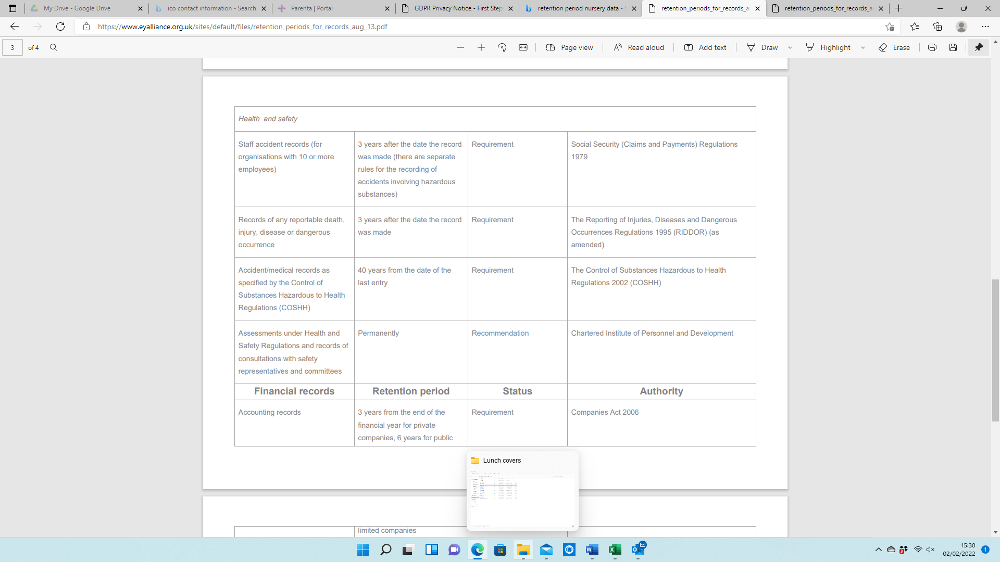 My Drive - Google Drive
ico contact information - Search
Parenta | Portal
GDPR Privacy Notice - First Step
retention period nursery data - S
retention_periods_for_records_a
retention_periods_for_records_a
https://www.eyalliance.org.uk/sites/default/files/retention_periods_for_records_aug_13.pdf
3 of 4
Page view
Read aloud
Add text
Draw
Highlight
Erase
Health and safety
Staff accident records (for
organisations with 10 or more
employees)
3 years after the date the record
was made (there are separate
rules for the recording of
accidents involving hazardous
substances)
Requirement
Social Security (Claims and Payments) Regulations
1979
Records of any reportable death,
injury, disease or dangerous
occurrence
3 years after the date the record
was made
Requirement
The Reporting of Injuries, Diseases and Dangerous
Occurrences Regulations 1995 (RIDDOR) (as
amended)
Accident/medical records as
specified by the Control of
Substances Hazardous to Health
Regulations (COSHH)
40 years from the date of the
last entry
Requirement
The Control of Substances Hazardous to Health
Regulations 2002 (COSHH)
Assessments under Health and
Safety Regulations and records of
consultations with safety
representatives and committees
Permanently
Recommendation
Chartered Institute of Personnel and Development
Financial records
Retention period
Status
Authority
Accounting records
3 years from the end of the
financial year for private
companies, 6 years for public
Requirement
Companies Act 2006
Lunch covers
limited companies
15:30
02/02/2022
1